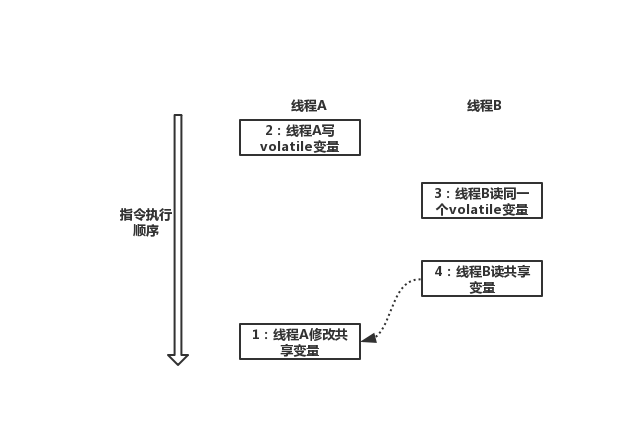 线程A
线程B
2：线程A写
volatile变量
3：线程B读同一
个volatile变量
指令执行
顺序
4：线程B读共享
变量
1：线程A修改共
享变量